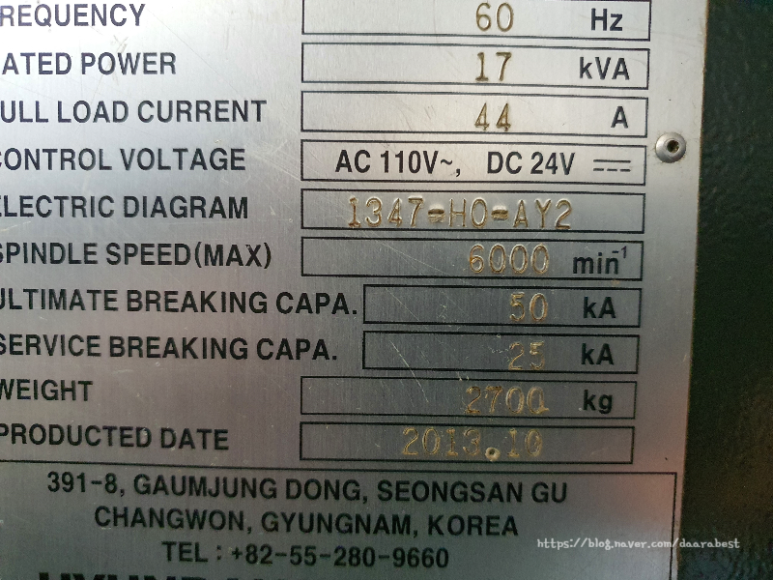 REQUENCY 60 Hz
ATED POWER 17 kVA
ULL LOAD CURRENT 44 A
CONTROL VOLTAGE AC 110V~, DC 24V ⎓
ELECTRIC DIAGRAM 1347-H0-AY2
SPINDLE SPEED(MAX) 6000 min⁻¹
ULTIMATE BREAKING CAPA. 50 kA
SERVICE BREAKING CAPA. 25 kA
WEIGHT 2700 kg
PRODUCTED DATE 2013.10
391-8, GAUMJUNG DONG, SEONGSAN GU
CHANGWON, GYUNGNAM, KOREA
TEL : +82-55-280-9660
https://blog.naver.com/daarabest